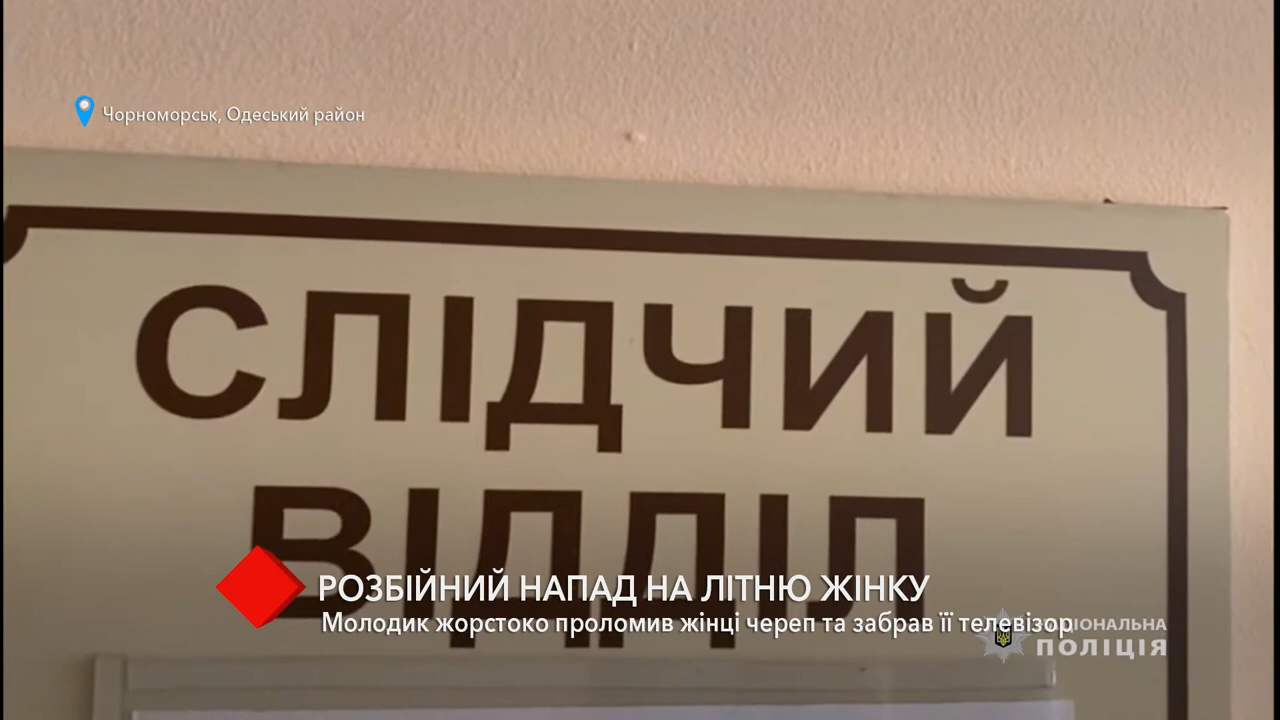 Чорноморськ, Одеський район
СЛІДЧИЙ
ВІДДІЛ
РОЗБІЙНИЙ НАПАД НА ЛІТНЮ ЖІНКУ
Молодик жорстоко проломив жінці череп та забрав її телевізор
НАЦІОНАЛЬНА
ПОЛІЦІЯ